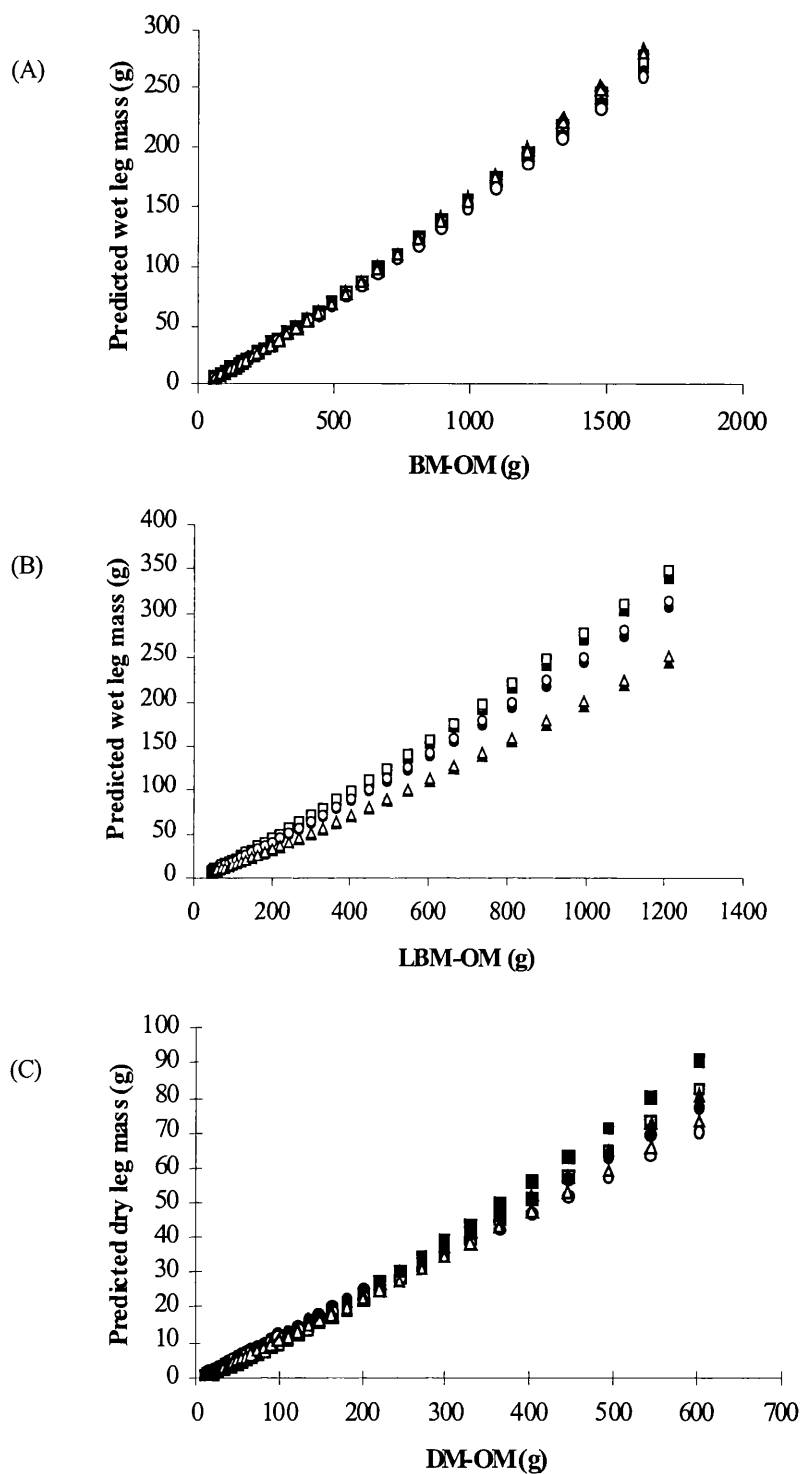 (A)
Predicted wet leg mass (g)
300
250
200
150
100
50
0
0 500 1000 1500 2000
BM-OM (g)
(B)
Predicted wet leg mass (g)
400
350
300
250
200
150
100
50
0
0 200 400 600 800 1000 1200 1400
LBM-OM (g)
(C)
Predicted dry leg mass (g)
100
90
80
70
60
50
40
30
20
10
0
0 100 200 300 400 500 600 700
DM-OM (g)